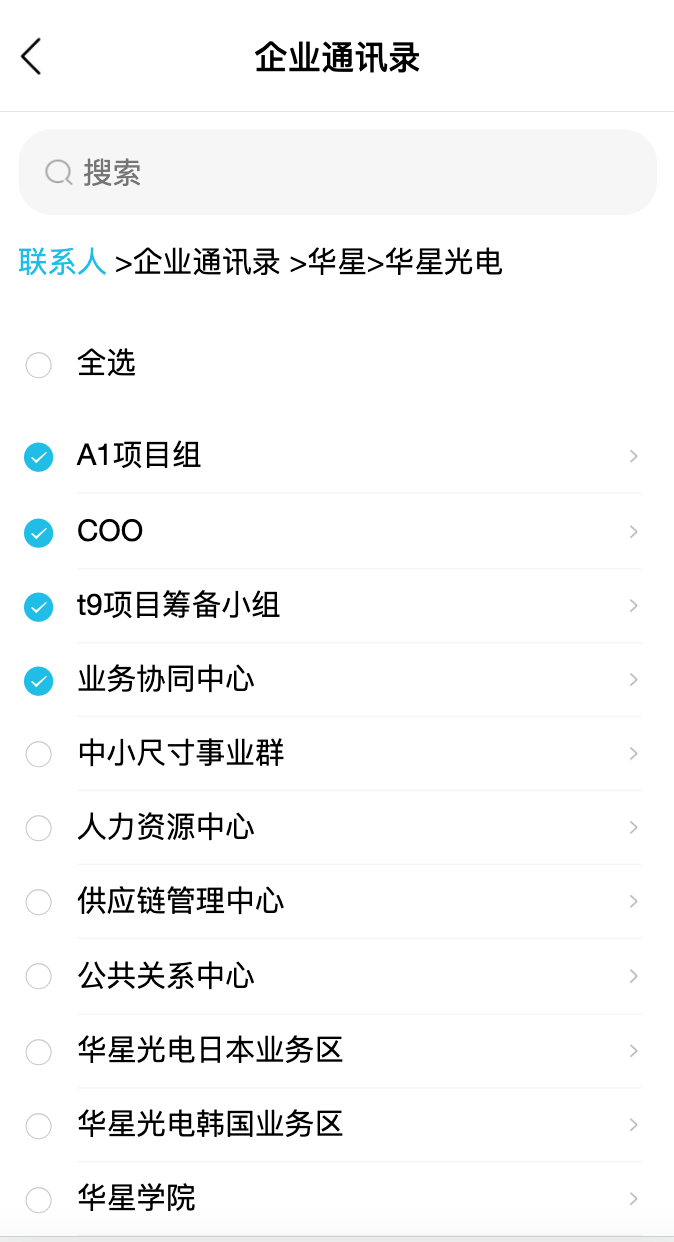 企业通讯录
搜索
联系人 >企业通讯录 >华星>华星光电
全选
A1项目组
COO
t9项目筹备小组
业务协同中心
中小尺寸事业群
人力资源中心
供应链管理中心
公共关系中心
华星光电日本业务区
华星光电韩国业务区
华星学院